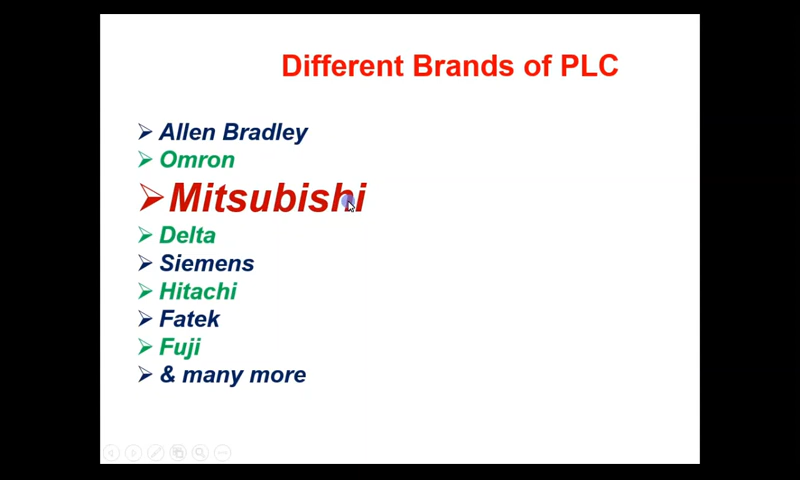 Different Brands of PLC
Allen Bradley
Omron
Mitsubishi
Delta
Siemens
Hitachi
Fatek
Fuji
& many more